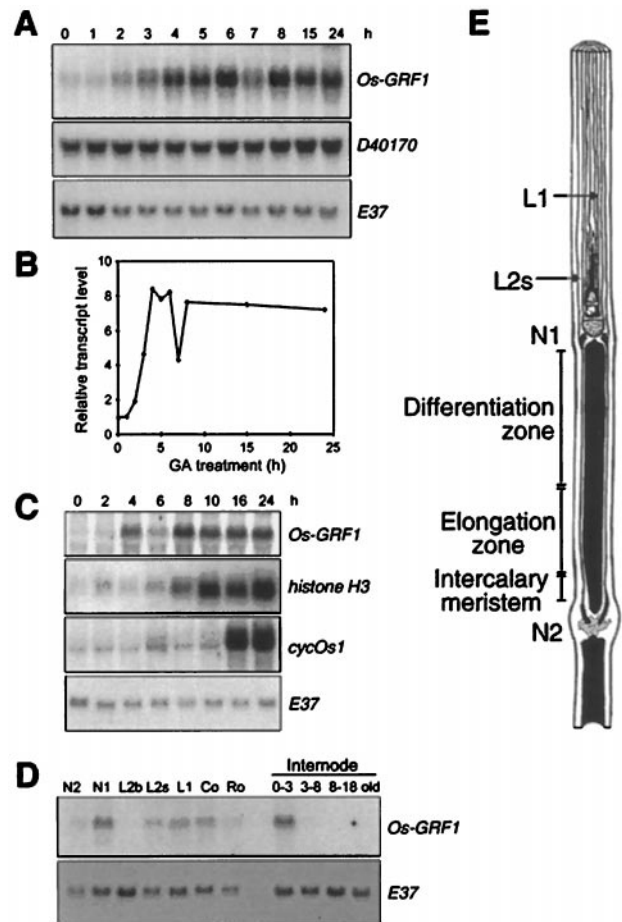 A
0 1 2 3 4 5 6 7 8 15 24 h
Os-GRF1
D40170
E37
B
Relative transcript level
10
8
6
4
2
0
0 5 10 15 20 25
GA treatment (h)
C
0 2 4 6 8 10 16 24 h
Os-GRF1
histone H3
cycOs1
E37
D
Internode
N2 N1 L2b L2s L1 Co Ro 0-3 3-8 8-18 old
Os-GRF1
E37
E
L1
L2s
N1
Differentiation
zone
Elongation
zone
Intercalary
meristem
N2